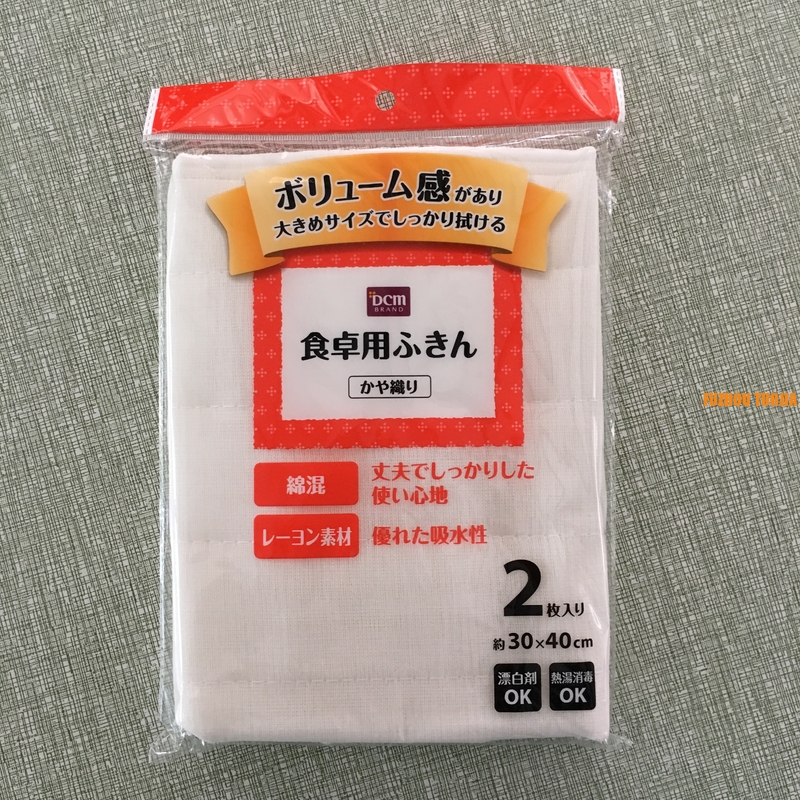 ボリューム感があり
大きめサイズでしっかり拭ける
DCM
BRAND
食卓用ふきん
かや織り
綿混
丈夫でしっかりした
使い心地
レーヨン素材
優れた吸水性
2枚入り
約30×40cm
漂白剤
OK
熱湯消毒
OK